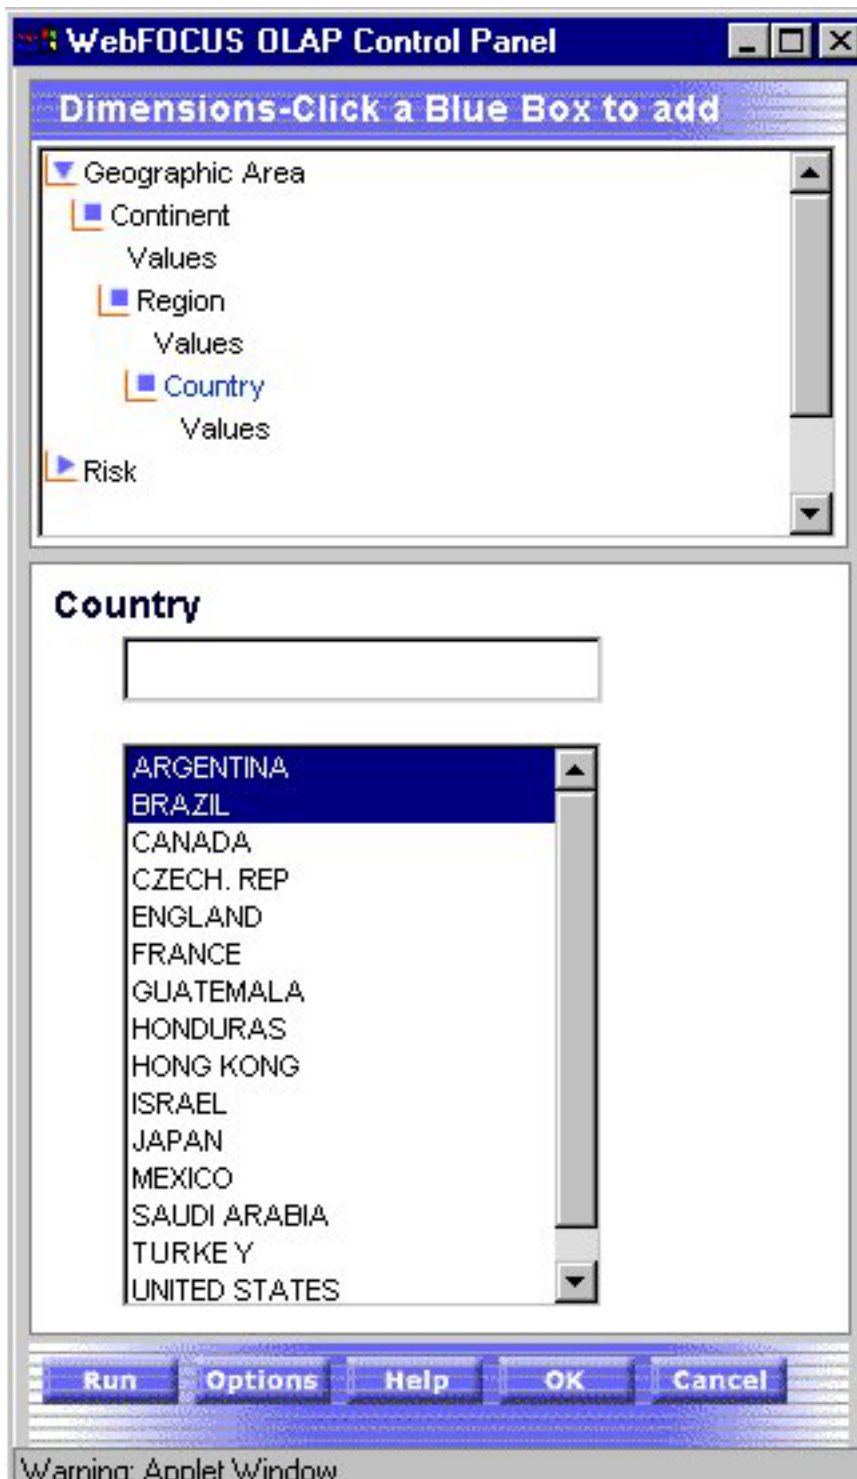 WebFOCUS OLAP Control Panel
Dimensions-Click a Blue Box to add
Geographic Area
Continent
Values
Region
Values
Country
Values
Risk
Country
ARGENTINA
BRAZIL
CANADA
CZECH. REP
ENGLAND
FRANCE
GUATEMALA
HONDURAS
HONG KONG
ISRAEL
JAPAN
MEXICO
SAUDI ARABIA
TURKEY
UNITED STATES
Run Options Help OK Cancel
Warning: Applet Window